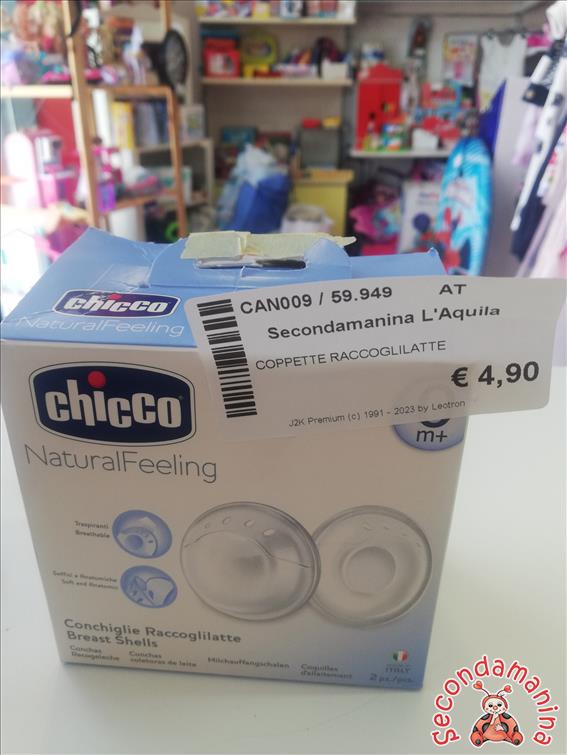 chicco
NaturalFeeling
CAN009 / 59.949 AT
Secondamanina L'Aquila
COPPETTE RACCOGLILATTE
€ 4,90
J2K Premium (c) 1991 - 2023 by Leotron
m+
chicco
NaturalFeeling
Traspiranti
Breathable
Soffici e Anatomiche
Soft and Anatomic
Conchiglie Raccoglilatte
Breast Shells
Conchas
Recogeleche
Conchas
coletoras de leite
Milchauffangschalen
Coquilles
d'allaitement
ITALY
2 pz./pcs.
Secondamanina